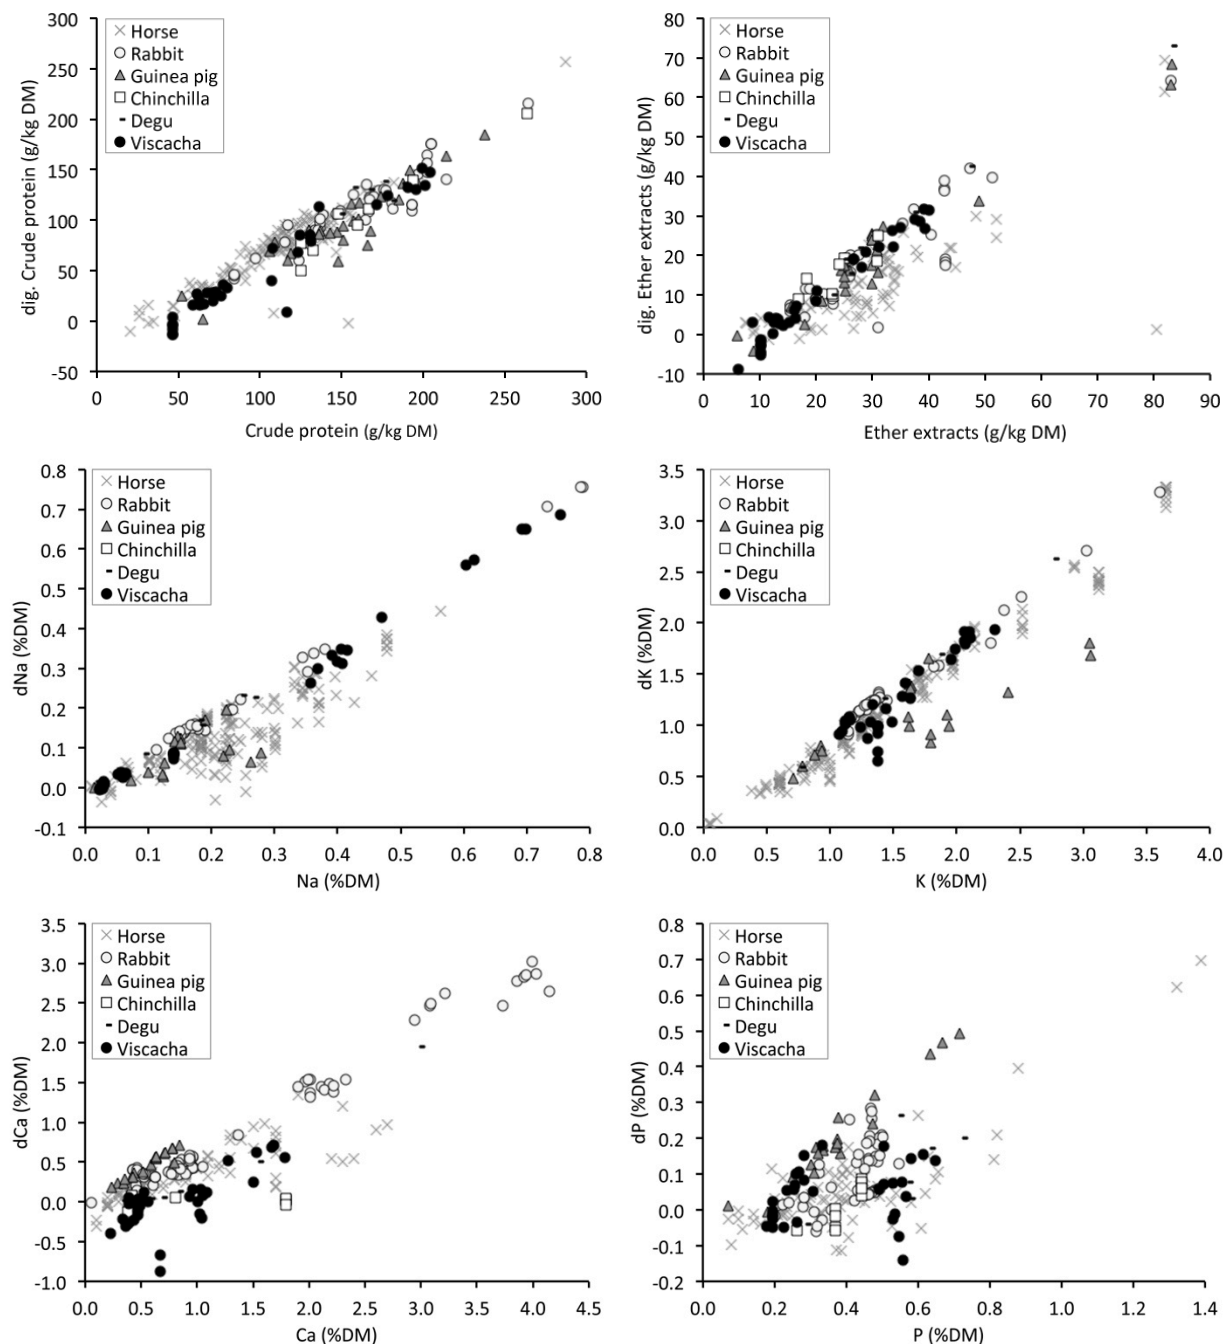 300
250
200
150
100
50
0
-50
dig. Crude protein (g/kg DM)
Horse
Rabbit
Guinea pig
Chinchilla
Degu
Viscacha
0 50 100 150 200 250 300
Crude protein (g/kg DM)
80
70
60
50
40
30
20
10
0
-10
dig. Ether extracts (g/kg DM)
Horse
Rabbit
Guinea pig
Chinchilla
Degu
Viscacha
0 10 20 30 40 50 60 70 80 90
Ether extracts (g/kg DM)
0.8
0.7
0.6
0.5
0.4
0.3
0.2
0.1
0.0
-0.1
dNa (%DM)
Horse
Rabbit
Guinea pig
Chinchilla
Degu
Viscacha
0.0 0.1 0.2 0.3 0.4 0.5 0.6 0.7 0.8
Na (%DM)
3.5
3.0
2.5
2.0
1.5
1.0
0.5
0.0
dK (%DM)
Horse
Rabbit
Guinea pig
Chinchilla
Degu
Viscacha
0.0 0.5 1.0 1.5 2.0 2.5 3.0 3.5 4.0
K (%DM)
3.5
3.0
2.5
2.0
1.5
1.0
0.5
0.0
-0.5
-1.0
dCa (%DM)
Horse
Rabbit
Guinea pig
Chinchilla
Degu
Viscacha
0.0 0.5 1.0 1.5 2.0 2.5 3.0 3.5 4.0 4.5
Ca (%DM)
0.8
0.7
0.6
0.5
0.4
0.3
0.2
0.1
0.0
-0.1
-0.2
dP (%DM)
Horse
Rabbit
Guinea pig
Chinchilla
Degu
Viscacha
0.0 0.2 0.4 0.6 0.8 1.0 1.2 1.4
P (%DM)